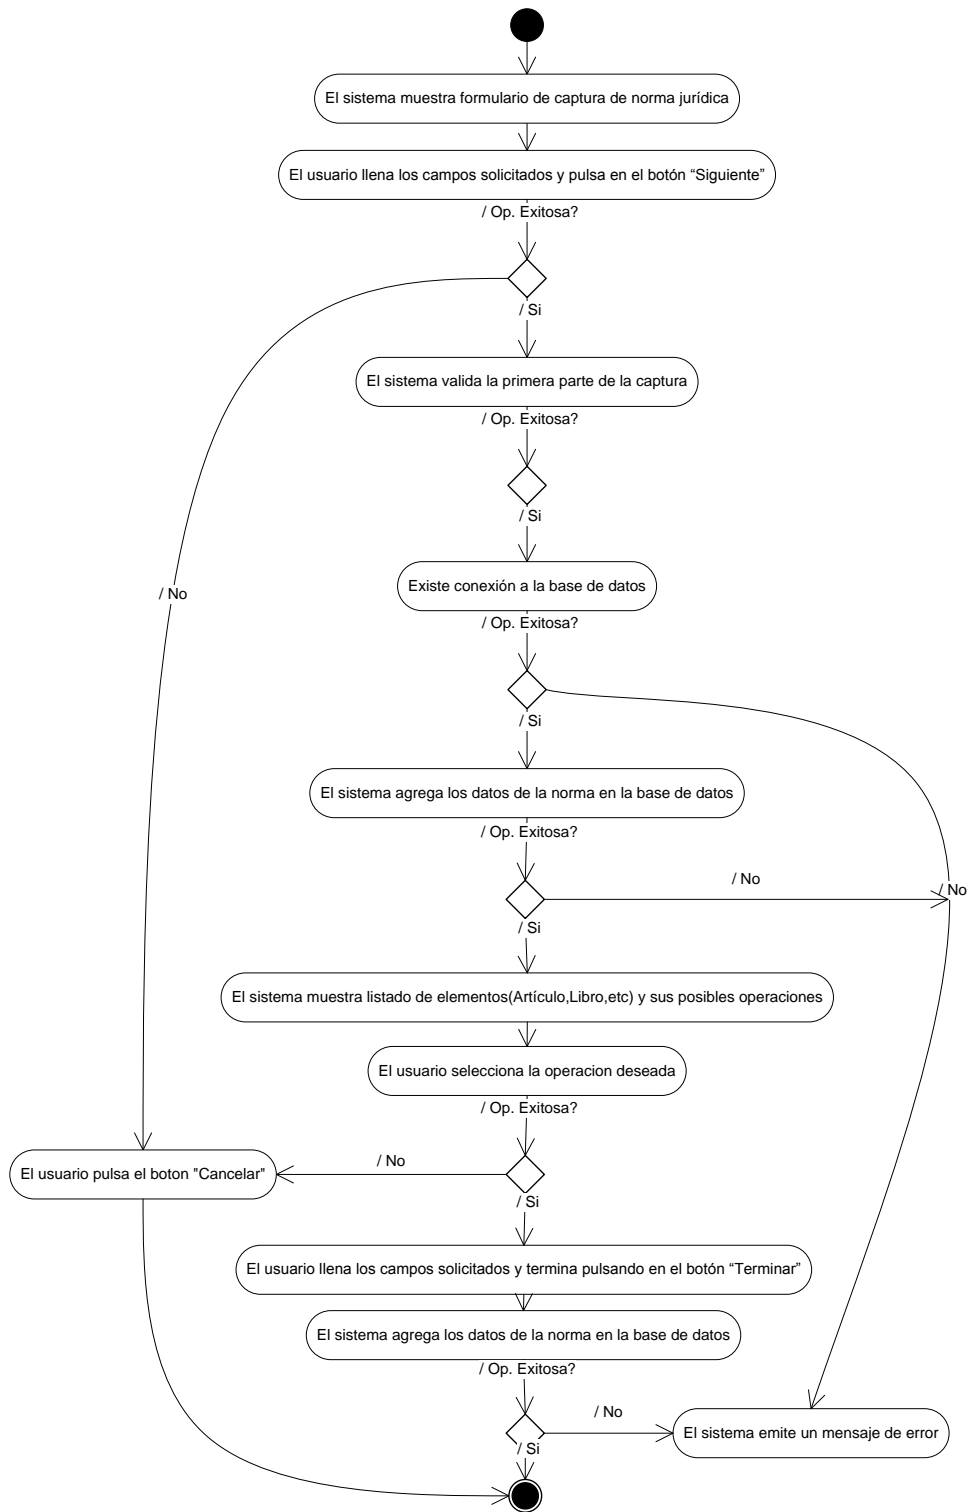 El sistema muestra formulario de captura de norma jurídica
El usuario llena los campos solicitados y pulsa en el botón “Siguiente”
/ Op. Exitosa?
/ Si
El sistema valida la primera parte de la captura
/ Op. Exitosa?
/ Si
Existe conexión a la base de datos
/ No
/ Op. Exitosa?
/ Si
El sistema agrega los datos de la norma en la base de datos
/ Op. Exitosa?
/ No
/ No
/ Si
El sistema muestra listado de elementos(Artículo,Libro,etc) y sus posibles operaciones
El usuario selecciona la operacion deseada
/ Op. Exitosa?
/ No
El usuario pulsa el boton "Cancelar"
/ Si
El usuario llena los campos solicitados y termina pulsando en el botón “Terminar”
El sistema agrega los datos de la norma en la base de datos
/ Op. Exitosa?
/ No
El sistema emite un mensaje de error
/ Si